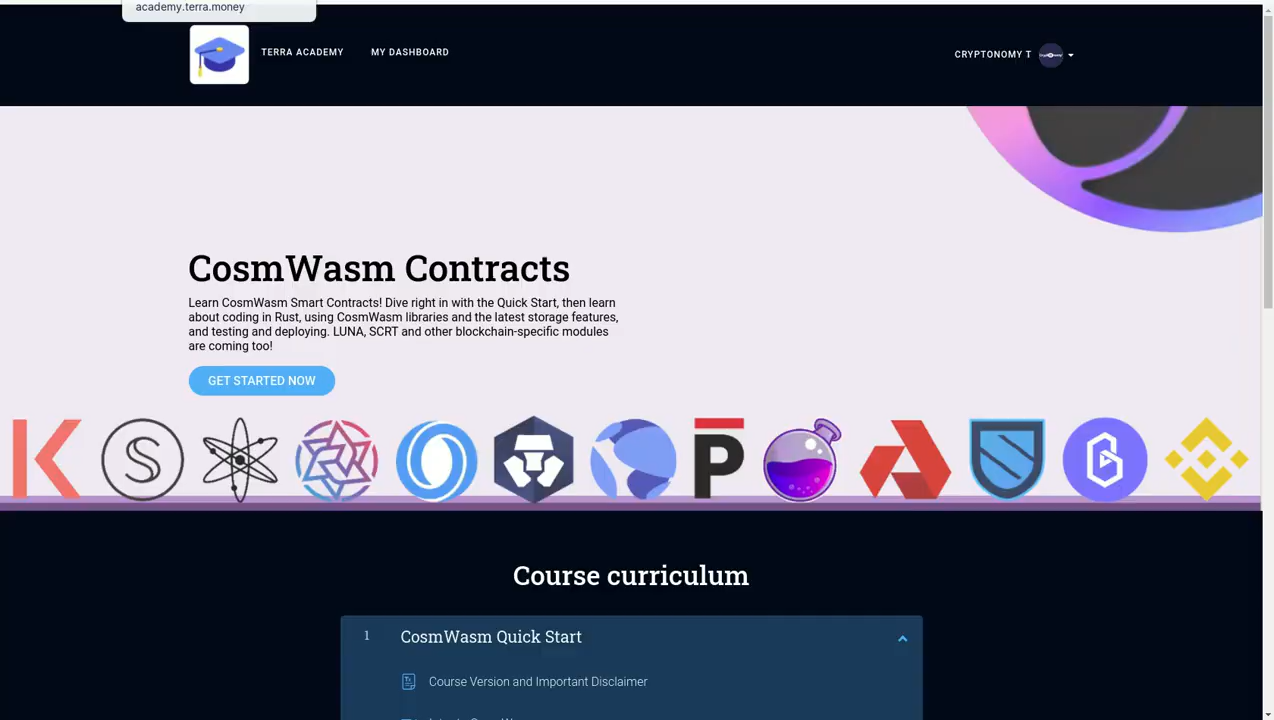 academy.terra.money
TERRA ACADEMY
MY DASHBOARD
CRYPTONOMY T
CosmWasm Contracts
Learn CosmWasm Smart Contracts! Dive right in with the Quick Start, then learn
about coding in Rust, using CosmWasm libraries and the latest storage features,
and testing and deploying. LUNA, SCRT and other blockchain-specific modules
are coming too!
GET STARTED NOW
Course curriculum
1
CosmWasm Quick Start
Course Version and Important Disclaimer